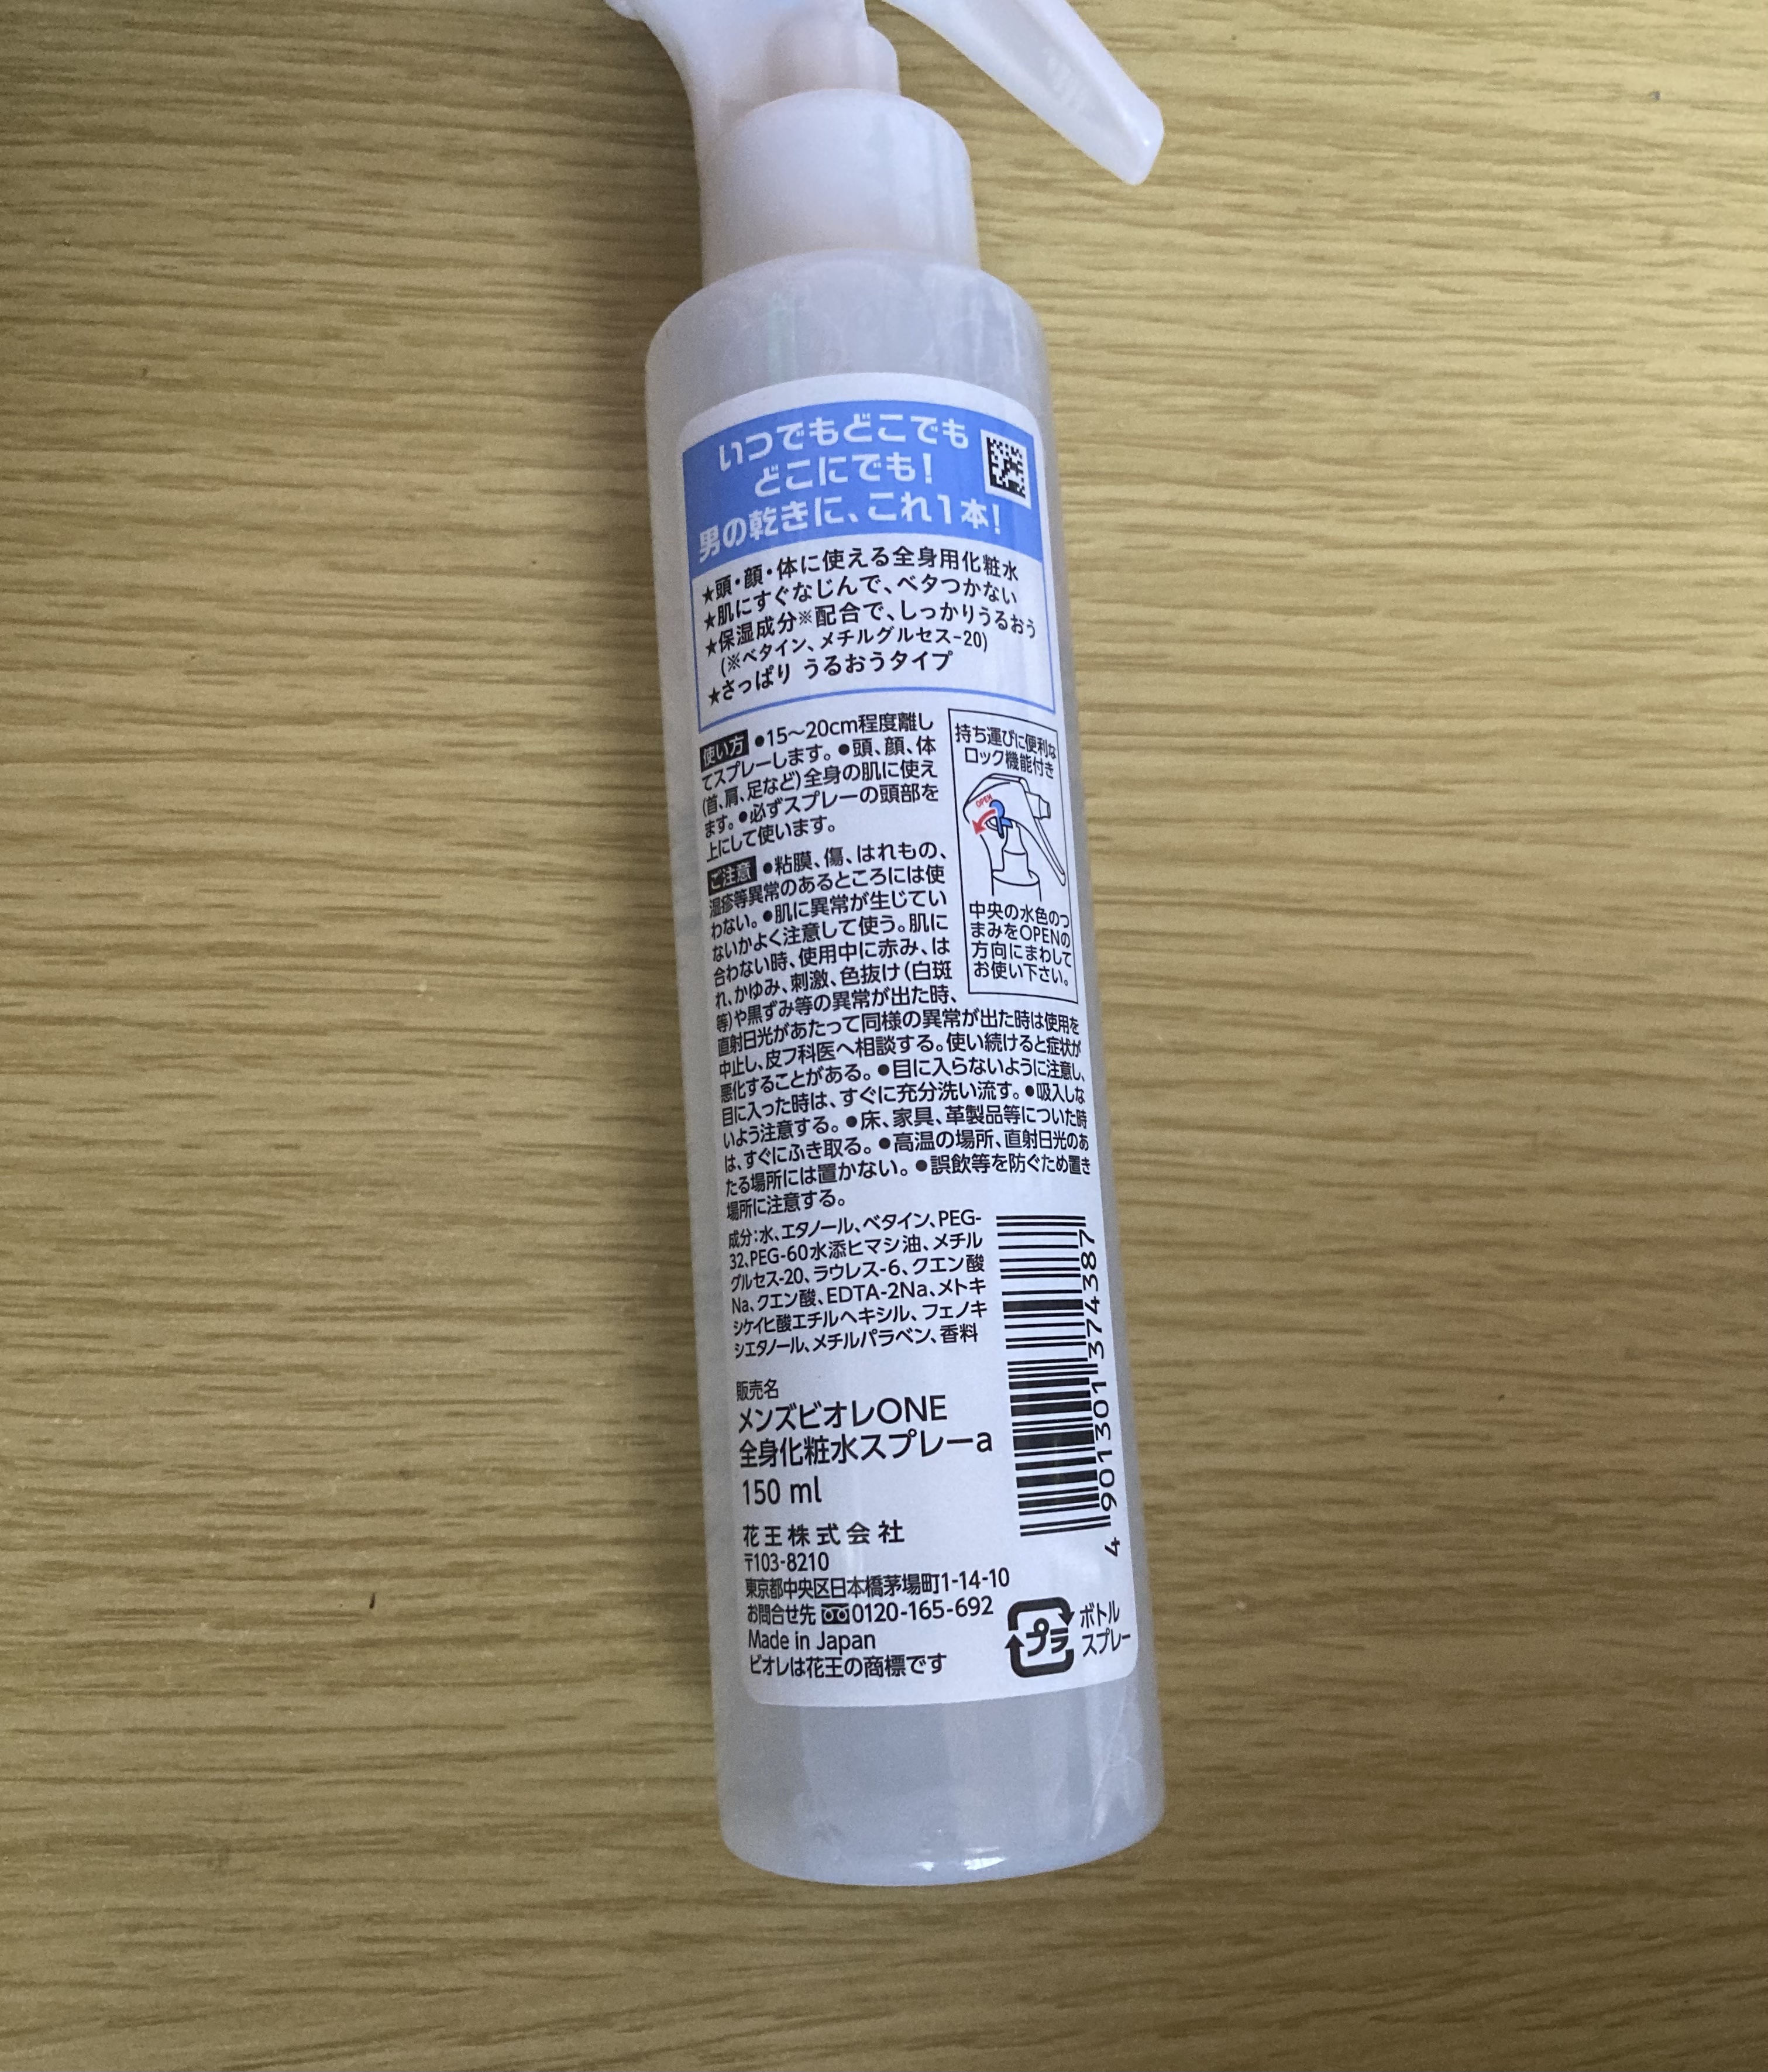 いつでもどこでも
どこにでも!
男の乾きに、これ1本!
★頭・顔・体に使える全身用化粧水
★肌にすぐなじんで、ベタつかない
★保湿成分※配合で、しっかりうるおう
(※ベタイン、メチルグルセス-20)
★さっぱり うるおうタイプ
使い方 ●15〜20cm程度離し
てスプレーします。●頭、顔、体
(首、肩、足など)全身の肌に使え
ます。●必ずスプレーの頭部を
上にして使います。
持ち運びに便利な
ロック機能付き
OPEN
中央の水色のつ
まみをOPENの
方向にまわして
お使い下さい。
ご注意 ●粘膜、傷、はれもの、
湿疹等異常のあるところには使
わない。●肌に異常が生じてい
ないかよく注意して使う。肌に
合わない時、使用中に赤み、は
れ、かゆみ、刺激、色抜け(白斑
等)や黒ずみ等の異常が出た時、
直射日光があたって同様の異常が出た時は使用を
中止し、皮フ科医へ相談する。使い続けると症状が
悪化することがある。●目に入らないように注意し、
目に入った時は、すぐに充分洗い流す。●吸入しな
いよう注意する。●床、家具、革製品等についた時
は、すぐにふき取る。●高温の場所、直射日光のあ
たる場所には置かない。●誤飲等を防ぐため置き
場所に注意する。
成分:水、エタノール、ベタイン、PEG-
32、PEG-60水添ヒマシ油、メチル
グルセス-20、ラウレス-6、クエン酸
Na、クエン酸、EDTA-2Na、メトキ
シケイヒ酸エチルヘキシル、フェノキ
シエタノール、メチルパラベン、香料
販売名
メンズビオレONE
全身化粧水スプレーa
150 ml
花王株式会社
〒103-8210
東京都中央区日本橋茅場町1-14-10
お問合せ先 0120-165-692
Made in Japan
ビオレは花王の商標です
4 901301 374387
プラ
ボトル
スプレー